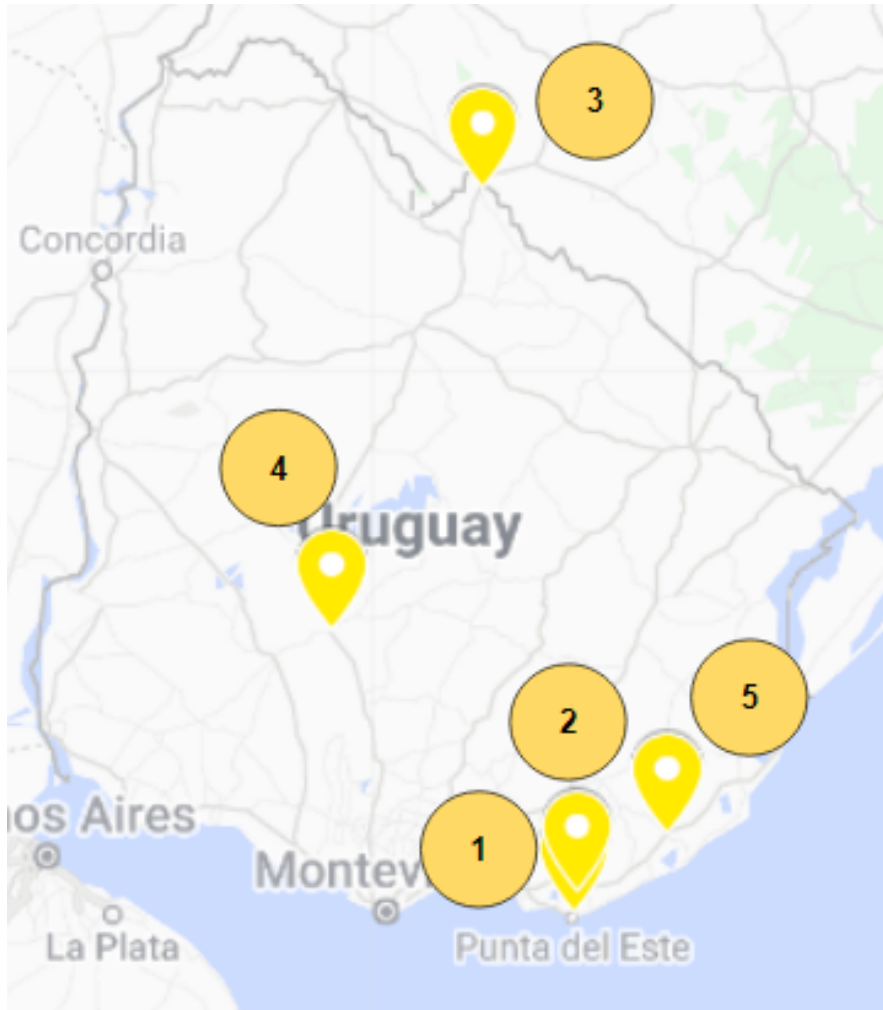 3
Concordia
4
Uruguay
5
2
os Aires
1
Montev
La Plata
Punta del Este